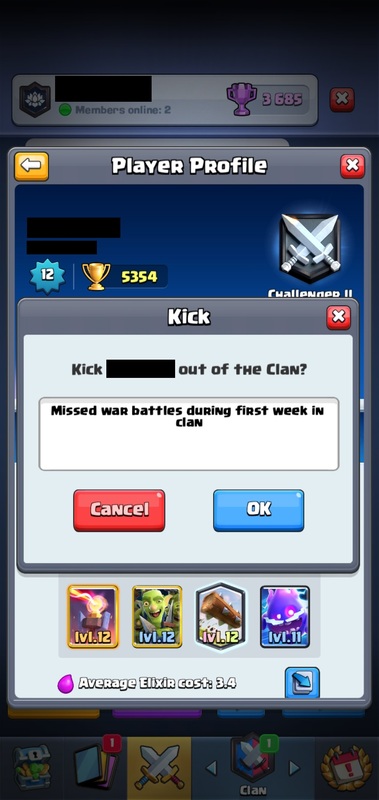 Members online: 2
3 685
Player Profile
12
5354
Challenger II
Kick
Kick out of the Clan?
Missed war battles during first week in
clan
Cancel
OK
lvl.12
lvl.12
lvl.12
lvl.11
Average Elixir cost: 3.4
1
1
Clan
!